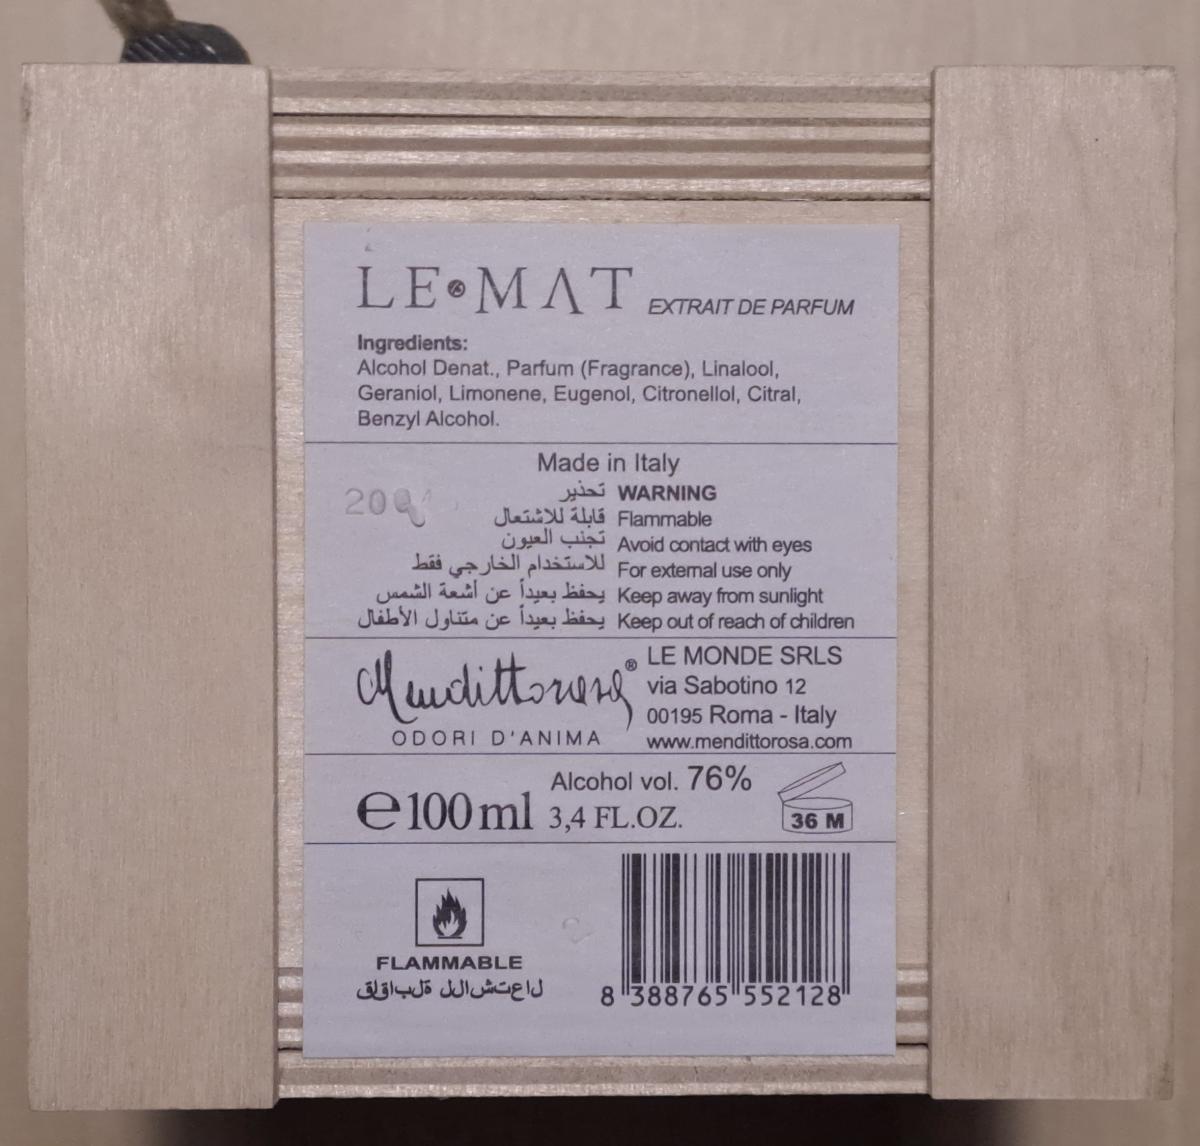 LE MΛT EXTRAIT DE PARFUM
Ingredients:
Alcohol Denat., Parfum (Fragrance), Linalool,
Geraniol, Limonene, Eugenol, Citronellol, Citral,
Benzyl Alcohol.
Made in Italy
تحذير WARNING
قابلة للاشتعال Flammable
تجنب العيون Avoid contact with eyes
للاستخدام الخارجي فقط For external use only
يحفظ بعيداً عن أشعة الشمس Keep away from sunlight
يحفظ بعيداً عن متناول الأطفال Keep out of reach of children
Mendittorosa®
ODORI D'ANIMA
LE MONDE SRLS
via Sabotino 12
00195 Roma - Italy
www.mendittorosa.com
Alcohol vol. 76%
℮100ml 3,4 FL.OZ.
36 M
FLAMMABLE
لاعتشالل ةلباقلق
8 388765 552128